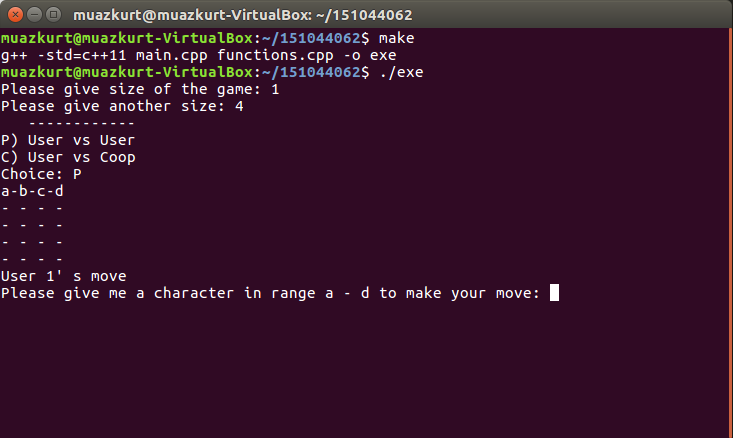 muazkurt@muazkurt-VirtualBox: ~/151044062
muazkurt@muazkurt-VirtualBox:~/151044062$ make
g++ -std=c++11 main.cpp functions.cpp -o exe
muazkurt@muazkurt-VirtualBox:~/151044062$ ./exe
Please give size of the game: 1
Please give another size: 4
   ------------
P) User vs User
C) User vs Coop
Choice: P
a-b-c-d
- - - -
- - - -
- - - -
- - - -
User 1' s move
Please give me a character in range a - d to make your move: